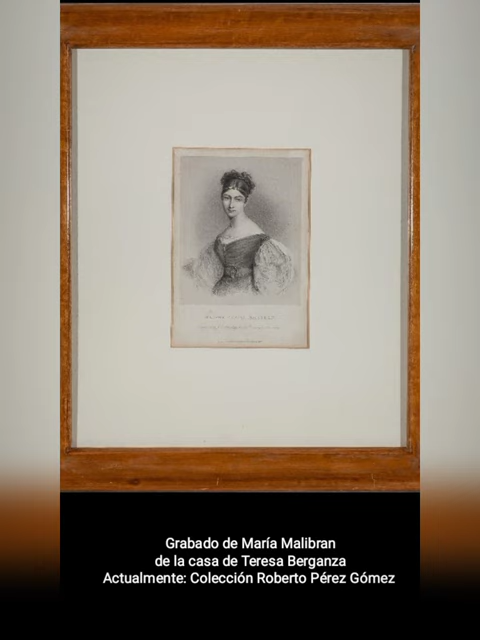 Grabado de María Malibran
de la casa de Teresa Berganza
Actualmente: Colección Roberto Pérez Gómez